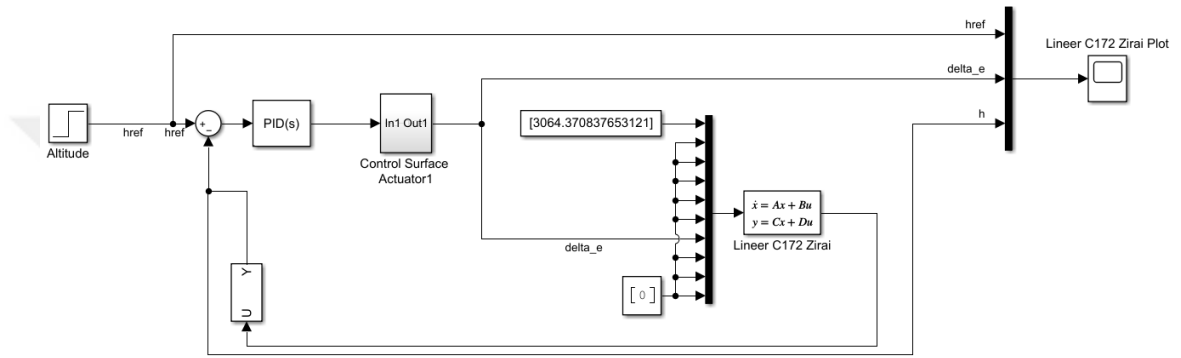 href
Lineer C172 Zirai Plot
delta_e
href
href
+
−
PID(s)
In1 Out1
[3064.370837653121]
h
Altitude
Control Surface
Actuator1
ẋ = Ax + Bu
y = Cx + Du
Lineer C172 Zirai
delta_e
U Y
[ 0 ]